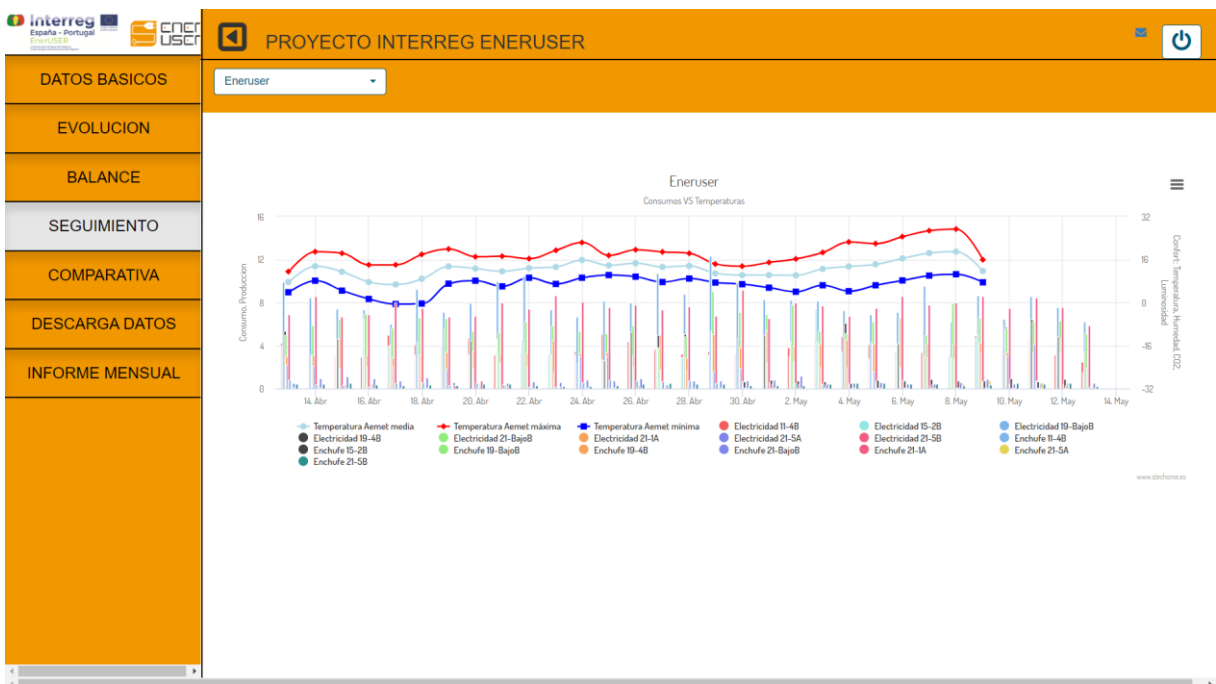 Interreg
España - Portugal
EnerUSER
ENER
USER
PROYECTO INTERREG ENERUSER
DATOS BASICOS
EVOLUCION
BALANCE
SEGUIMIENTO
COMPARATIVA
DESCARGA DATOS
INFORME MENSUAL
Eneruser
Eneruser
Consumos VS Temperaturas
Consumo, Produccion
16
12
8
4
0
Confort: Temperatura, Humedad, CO2,
Luminosidad
32
16
0
-16
-32
14. Abr 16. Abr 18. Abr 20. Abr 22. Abr 24. Abr 26. Abr 28. Abr 30. Abr 2. May 4. May 6. May 8. May 10. May 12. May 14. May
Temperatura Aemet media Temperatura Aemet máxima Temperatura Aemet mínima Electricidad 11-4B Electricidad 15-2B Electricidad 19-BajoB
Electricidad 19-4B Electricidad 21-BajoB Electricidad 21-1A Electricidad 21-5A Electricidad 21-5B Enchufe 11-4B
Enchufe 15-2B Enchufe 19-BajoB Enchufe 19-4B Enchufe 21-BajoB Enchufe 21-1A Enchufe 21-5A
Enchufe 21-5B
www.stechome.es